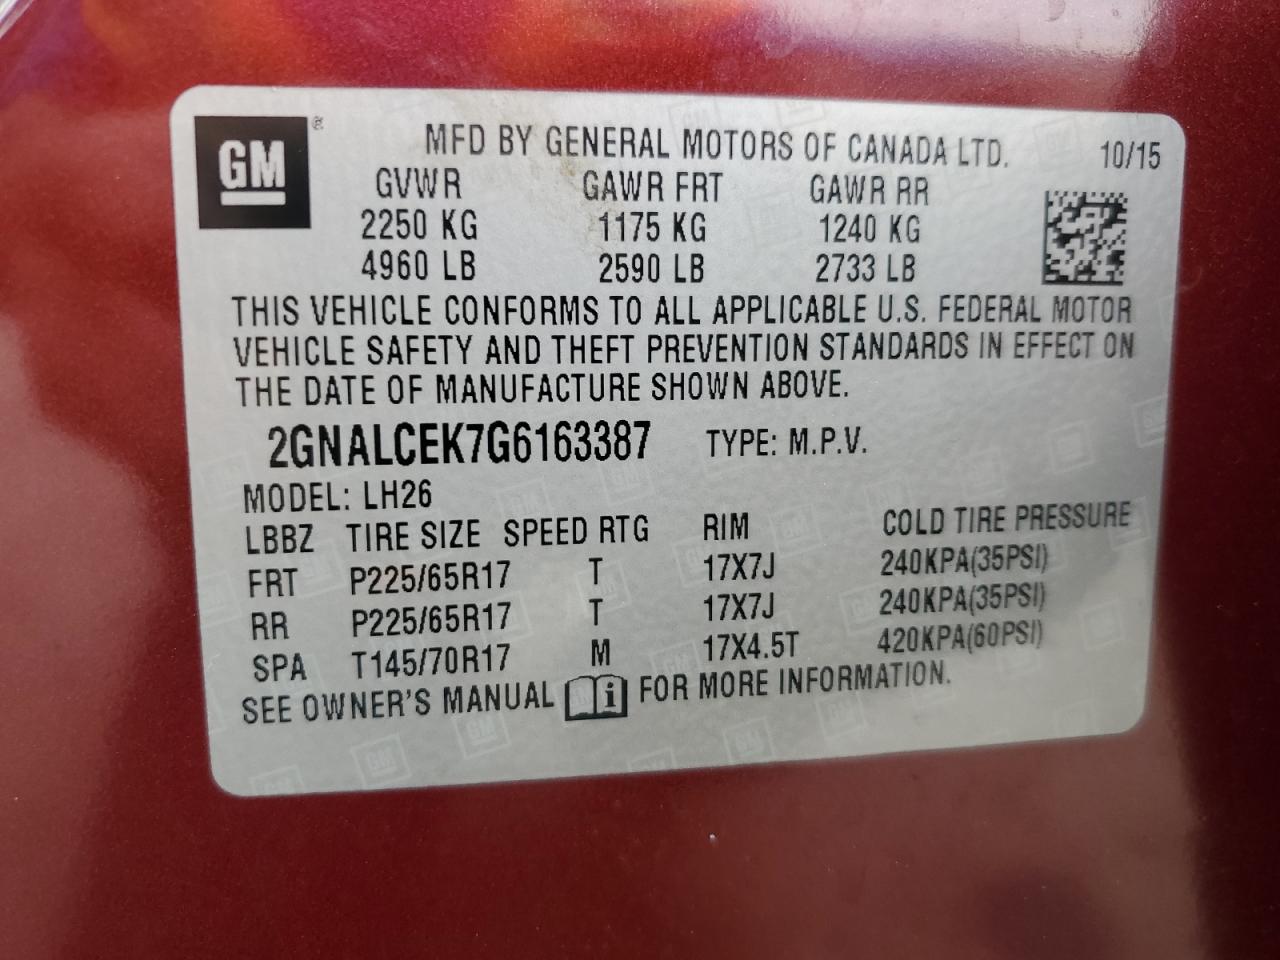 GM ®
MFD BY GENERAL MOTORS OF CANADA LTD. 10/15
GVWR GAWR FRT GAWR RR
2250 KG 1175 KG 1240 KG
4960 LB 2590 LB 2733 LB
THIS VEHICLE CONFORMS TO ALL APPLICABLE U.S. FEDERAL MOTOR
VEHICLE SAFETY AND THEFT PREVENTION STANDARDS IN EFFECT ON
THE DATE OF MANUFACTURE SHOWN ABOVE.
2GNALCEK7G6163387 TYPE: M.P.V.
MODEL: LH26
LBBZ TIRE SIZE SPEED RTG RIM COLD TIRE PRESSURE
FRT P225/65R17 T 17X7J 240KPA(35PSI)
RR P225/65R17 T 17X7J 240KPA(35PSI)
SPA T145/70R17 M 17X4.5T 420KPA(60PSI)
SEE OWNER'S MANUAL i FOR MORE INFORMATION.